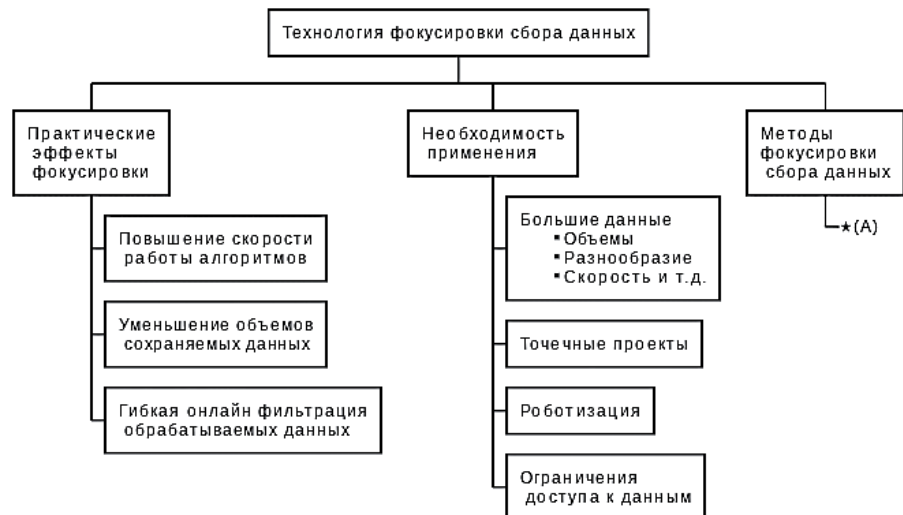 Технология фокусировки сбора данных
Практические
эффекты
фокусировки
Повышение скорости
работы алгоритмов
Уменьшение объемов
сохраняемых данных
Гибкая онлайн фильтрация
обрабатываемых данных
Необходимость
применения
Большие данные
▪ Объемы
▪ Разнообразие
▪ Скорость и т.д.
Точечные проекты
Роботизация
Ограничения
доступа к данным
Методы
фокусировки
сбора данных
★(A)